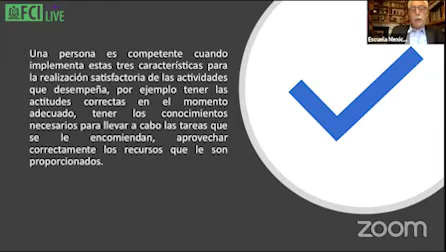 FCI
LIVE
Escuela Mexic...
Una persona es competente cuando
implementa estas tres características para
la realización satisfactoria de las actividades
que desempeña, por ejemplo tener las
actitudes correctas en el momento
adecuado, tener los conocimientos
necesarios para llevar a cabo las tareas que
se le encomiendan, aprovechar
correctamente los recursos que le son
proporcionados.
zoom